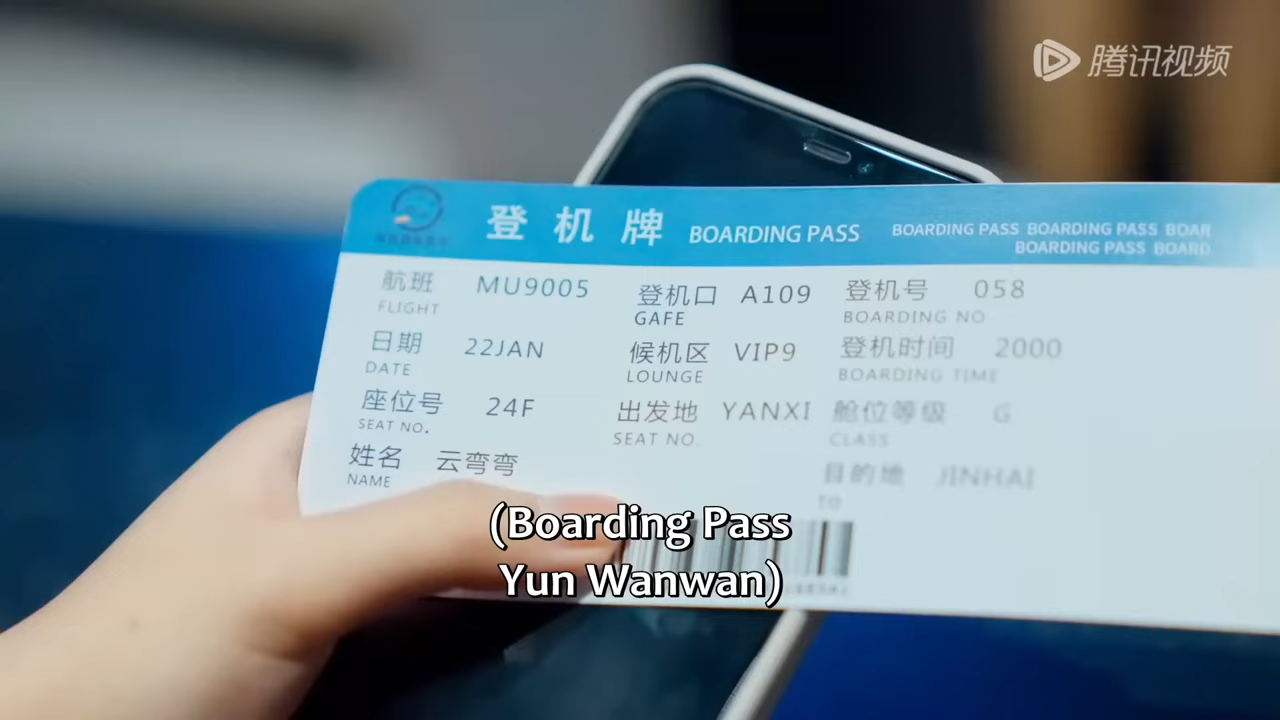 腾讯视频
登机牌 BOARDING PASS BOARDING PASS BOARDING PASS BOAR
BOARDING PASS BOARD
航班 MU9005 登机口 A109 登机号 058
FLIGHT GAFE BOARDING NO
日期 22JAN 候机区 VIP9 登机时间 2000
DATE LOUNGE BOARDING TIME
座位号 24F 出发地 YANXI 舱位等级 G
SEAT NO. SEAT NO. CLASS
姓名 云弯弯 目的地 JINHAI
NAME TO
(Boarding Pass
Yun Wanwan)